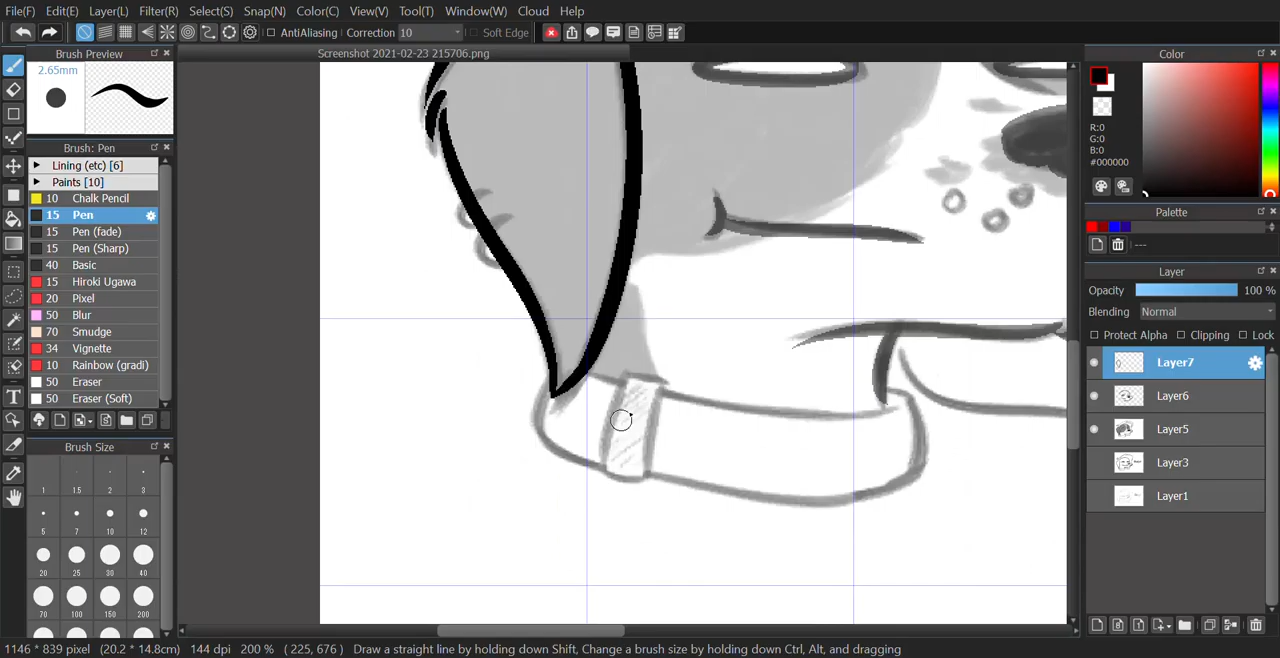 File(F) Edit(E) Layer(L) Filter(R) Select(S) Snap(N) Color(C) View(V) Tool(T) Window(W) Cloud Help
AntiAliasing Correction 10 Soft Edge
Brush Preview
Screenshot 2021-02-23 215706.png
Color
2.65mm
R:0
G:0
B:0
#000000
Brush: Pen
Lining (etc) [6]
Paints [10]
10 Chalk Pencil
15 Pen
15 Pen (fade)
15 Pen (Sharp)
40 Basic
15 Hiroki Ugawa
20 Pixel
50 Blur
70 Smudge
34 Vignette
10 Rainbow (gradi)
50 Eraser
50 Eraser (Soft)
Palette
---
Layer
Opacity 100 %
Blending Normal
Protect Alpha Clipping Lock
Layer7
Layer6
Layer5
Layer3
Layer1
Brush Size
1 1.5 2 3
5 7 10 12
20 25 30 40
70 100 150 200
1146 * 839 pixel (20.2 * 14.8cm) 144 dpi 200 % ( 225, 676 ) Draw a straight line by holding down Shift, Change a brush size by holding down Ctrl, Alt, and dragging